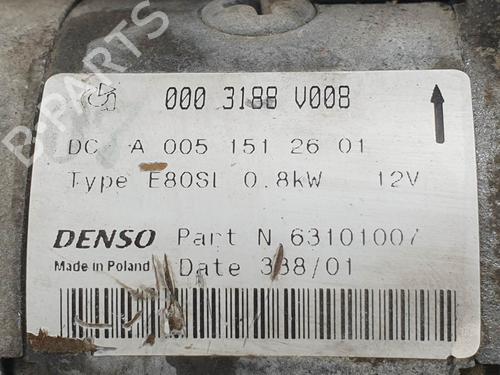 000 3188 V008
DC A 005 151 26 01
Type E80SL 0.8kW 12V
DENSO Part N 63101007
Made in Poland Date 338/01
B-PARTS